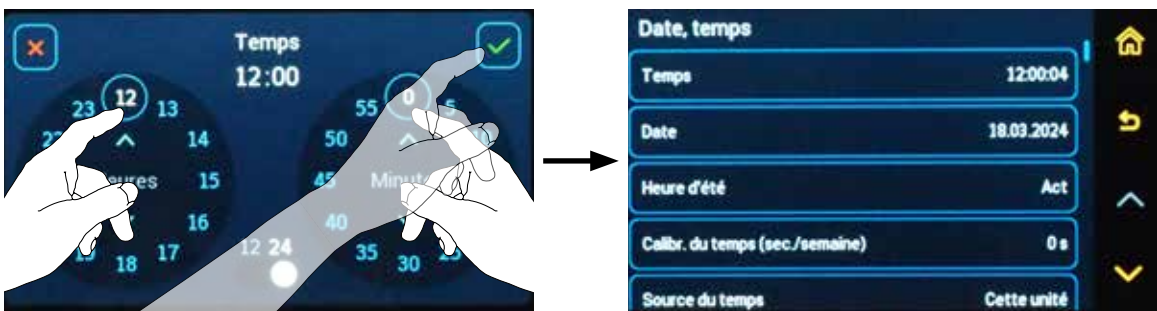 Temps
12:00
12
23
13
14
15
16
17
18
0
55
5
50
45
40
35
30
12 24
Date, temps
Temps 12:00:04
Date 18.03.2024
Heure d'été Act
Calibr. du temps (sec./semaine) 0 s
Source du temps Cette unité